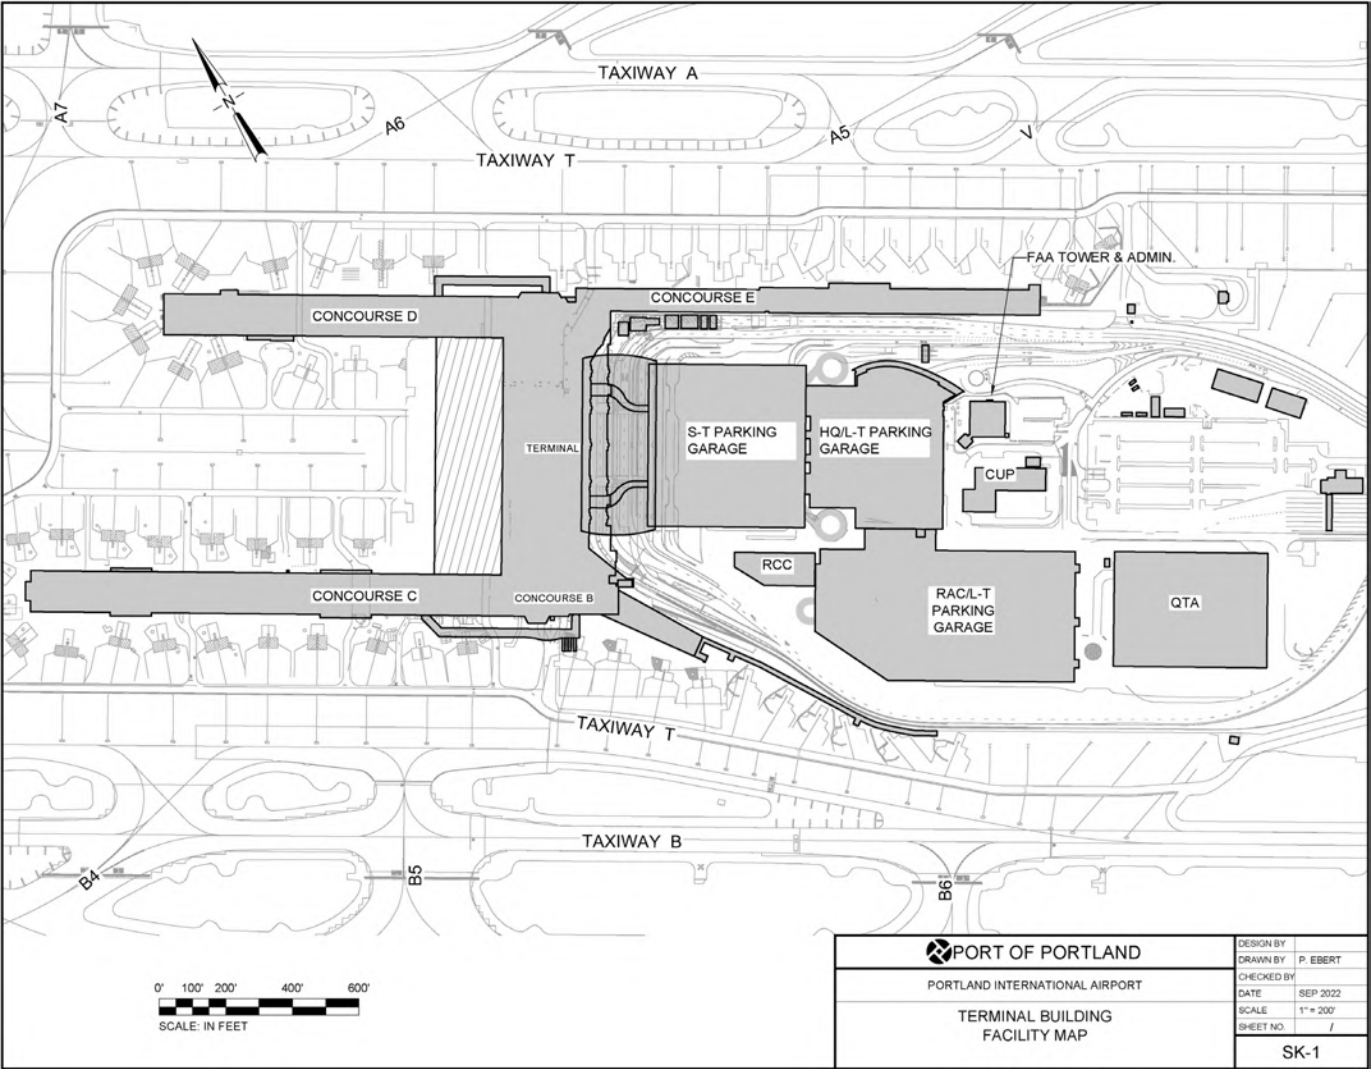 TAXIWAY A
A7
A6
A5
V
TAXIWAY T
N
FAA TOWER & ADMIN.
CONCOURSE E
CONCOURSE D
S-T PARKING
GARAGE
HQ/L-T PARKING
GARAGE
TERMINAL
CUP
RCC
CONCOURSE C
CONCOURSE B
RAC/L-T
PARKING
GARAGE
QTA
TAXIWAY T
TAXIWAY B
B4
B5
B6
0' 100' 200' 400' 600'
SCALE: IN FEET
PORT OF PORTLAND
PORTLAND INTERNATIONAL AIRPORT
TERMINAL BUILDING
FACILITY MAP
DESIGN BY
DRAWN BY P. EBERT
CHECKED BY
DATE SEP 2022
SCALE 1" = 200'
SHEET NO. /
SK-1